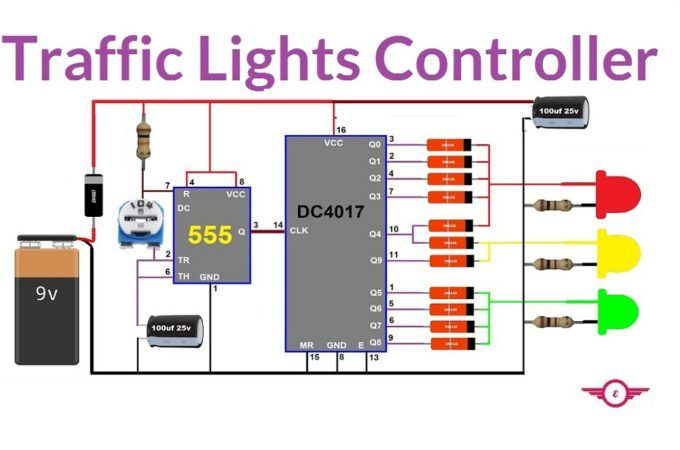 Traffic Lights Controller
100uf 25v
16
VCC
Q0 3
Q1 2
Q2 4
Q3 7
Q4 10
Q9 11
Q5 1
Q6 5
Q7 6
Q8 9
DC4017
14 CLK
MR GND E
15 8 13
4 8
7 R VCC
DC
555
Q 3
2 TR
6 TH GND
1
104
9v
100uf 25v
ε